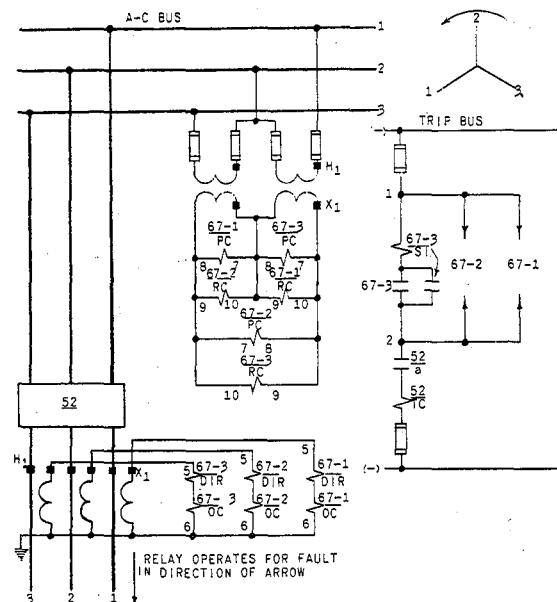 A-C BUS
1
2
3
2
1
3
(-)
TRIP BUS
H1
X1
1
67-1
PC
67-3
PC
8 7 8 7
67-2
RC
67-1
RC
9 10 9 10
67-2
PC
7 8
67-3
RC
10 9
67-3
SI
67-3
67-2
67-1
2
52
a
52
TC
(-)
52
H1
X1
5
67-3
DIR
67-3
OC
6
5
67-2
DIR
67-2
OC
6
5
67-1
DIR
67-1
OC
6
RELAY OPERATES FOR FAULT
IN DIRECTION OF ARROW
3
2
1